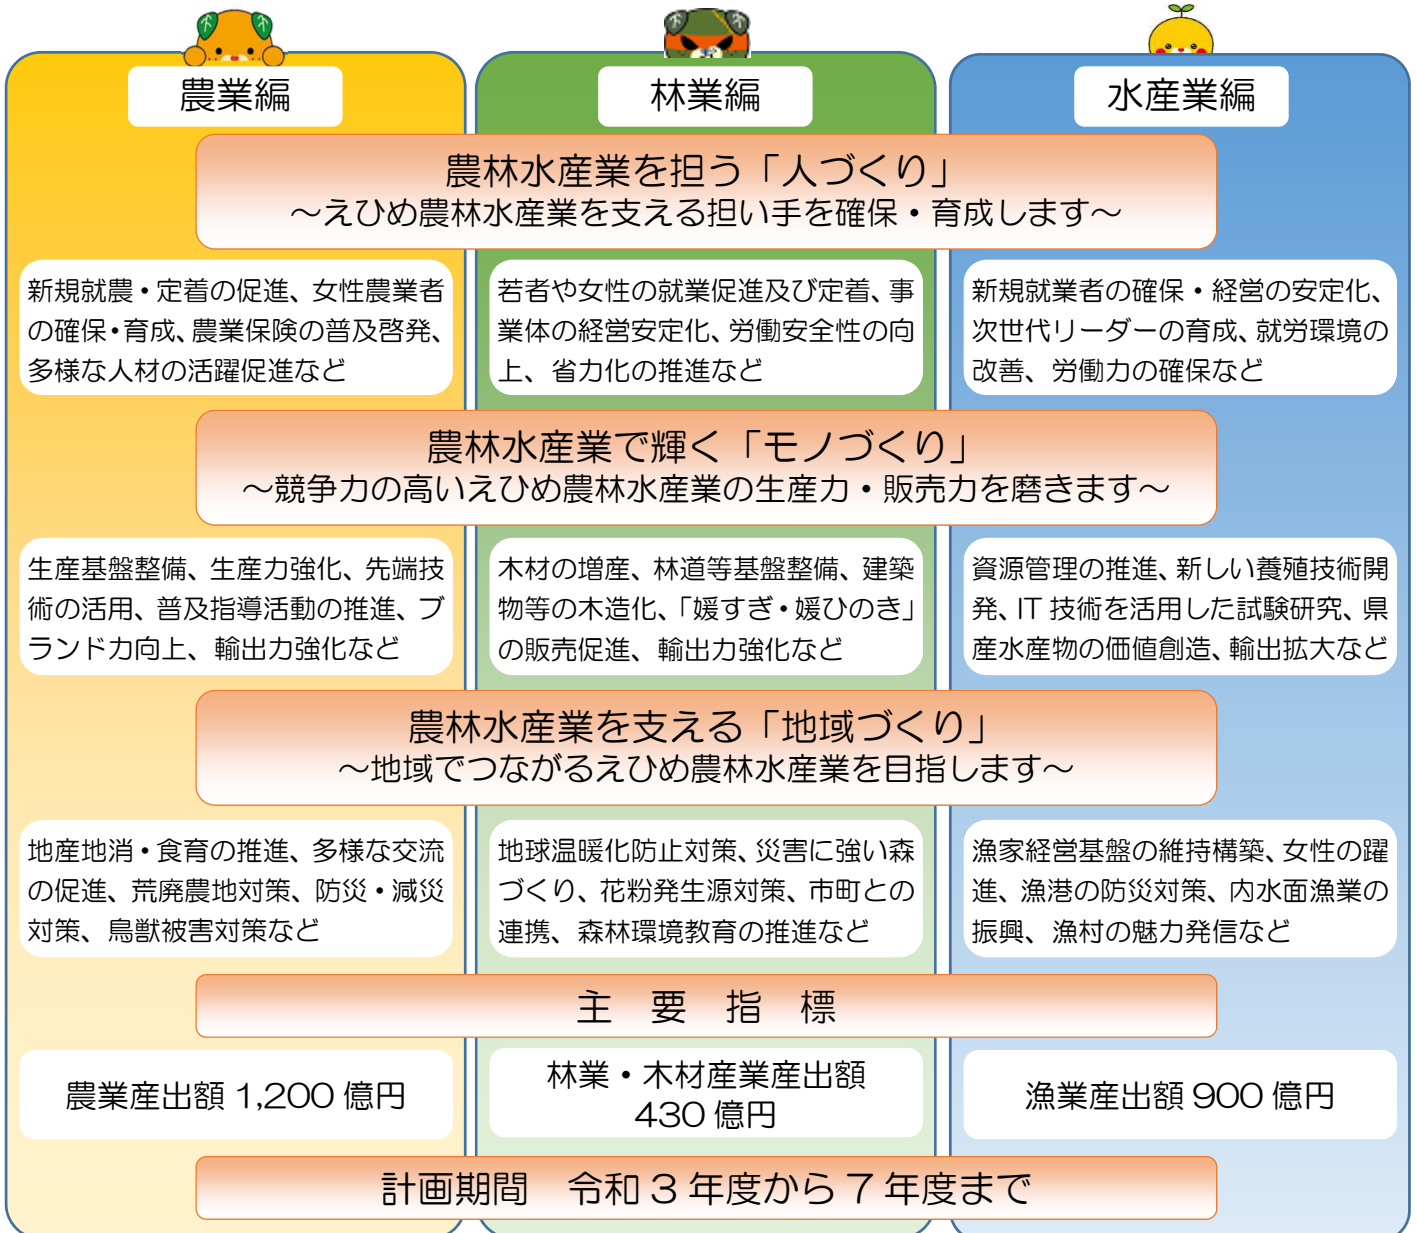 農業編
林業編
水産業編
農林水産業を担う「人づくり」
～えひめ農林水産業を支える担い手を確保・育成します～
新規就農・定着の促進、女性農業者
の確保・育成、農業保険の普及啓発、
多様な人材の活躍促進など
若者や女性の就業促進及び定着、事
業体の経営安定化、労働安全性の向
上、省力化の推進など
新規就業者の確保・経営の安定化、
次世代リーダーの育成、就労環境の
改善、労働力の確保など
農林水産業で輝く「モノづくり」
～競争力の高いえひめ農林水産業の生産力・販売力を磨きます～
生産基盤整備、生産力強化、先端技
術の活用、普及指導活動の推進、ブ
ランド力向上、輸出力強化など
木材の増産、林道等基盤整備、建築
物等の木造化、「媛すぎ・媛ひのき」
の販売促進、輸出力強化など
資源管理の推進、新しい養殖技術開
発、IT 技術を活用した試験研究、県
産水産物の価値創造、輸出拡大など
農林水産業を支える「地域づくり」
～地域でつながるえひめ農林水産業を目指します～
地産地消・食育の推進、多様な交流
の促進、荒廃農地対策、防災・減災
対策、鳥獣被害対策など
地球温暖化防止対策、災害に強い森
づくり、花粉発生源対策、市町との
連携、森林環境教育の推進など
漁家経営基盤の維持構築、女性の躍
進、漁港の防災対策、内水面漁業の
振興、漁村の魅力発信など
主　要　指　標
農業産出額 1,200 億円
林業・木材産業産出額
430 億円
漁業産出額 900 億円
計画期間　令和 3 年度から 7 年度まで